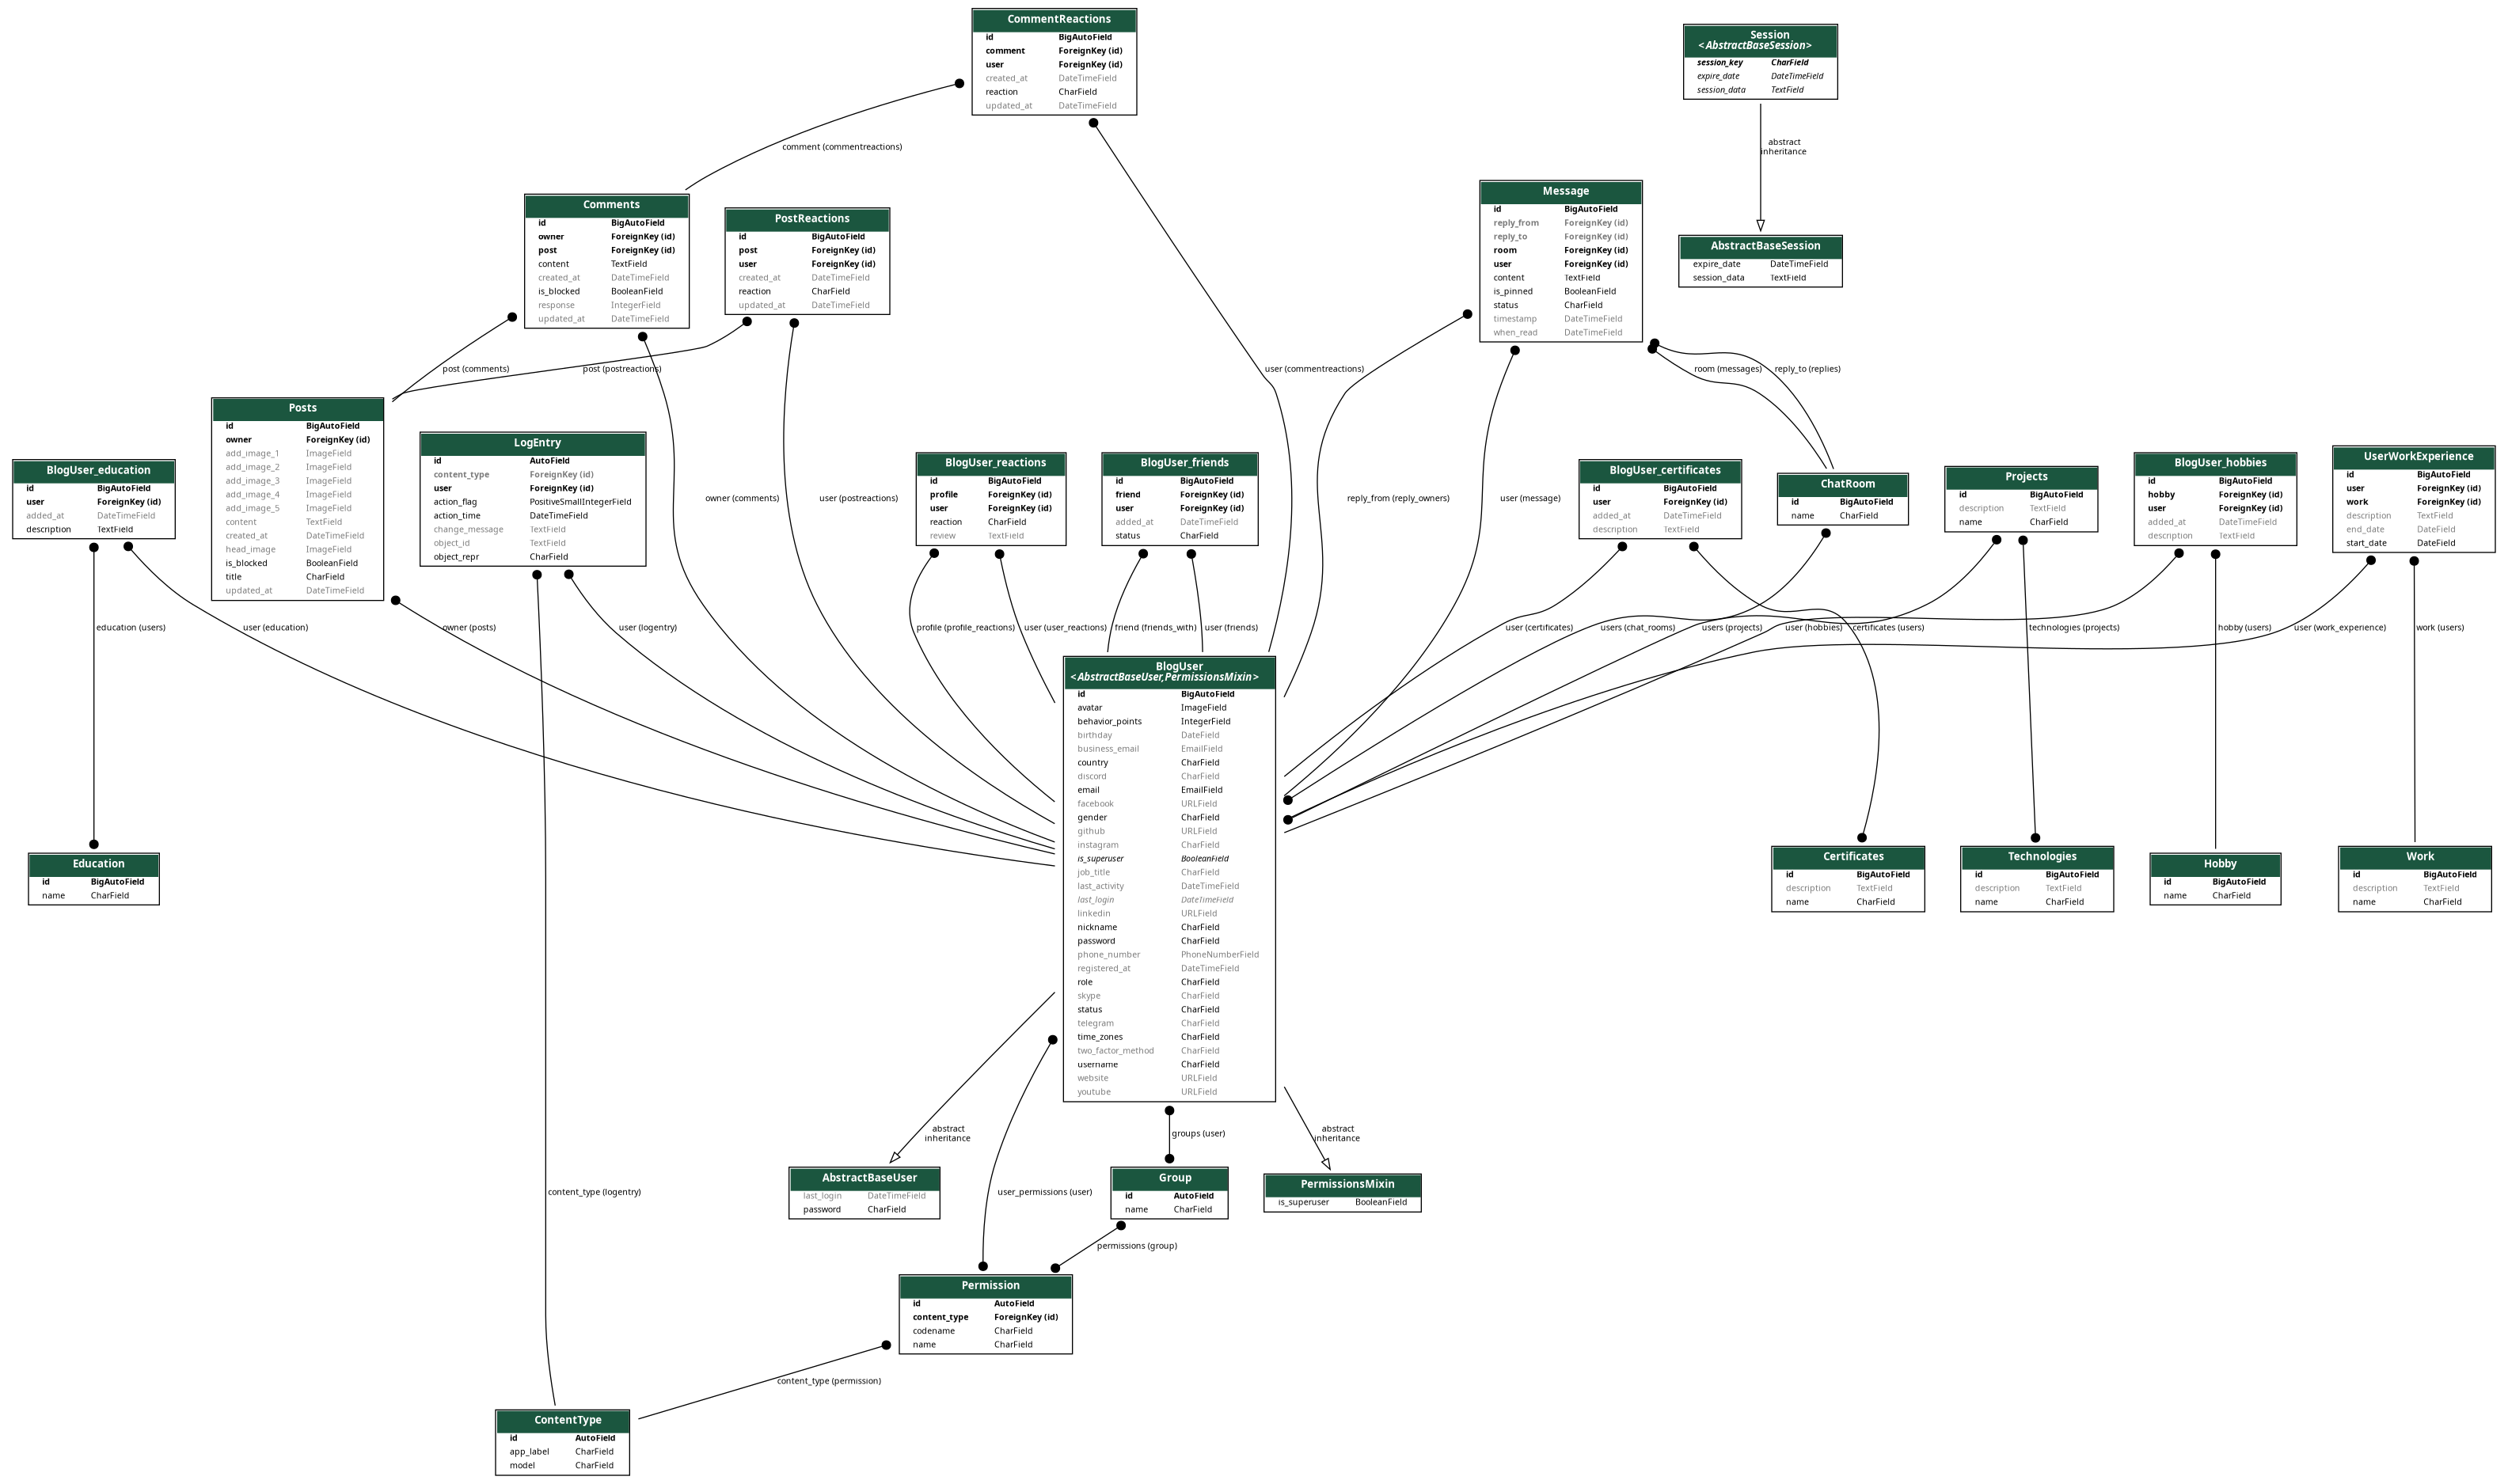 CommentReactions
id BigAutoField
comment ForeignKey (id)
user ForeignKey (id)
created_at DateTimeField
reaction CharField
updated_at DateTimeField
Session
<AbstractBaseSession>
session_key CharField
expire_date DateTimeField
session_data TextField
comment (commentreactions)
abstract
inheritance
Comments
id BigAutoField
owner ForeignKey (id)
post ForeignKey (id)
content TextField
created_at DateTimeField
is_blocked BooleanField
response IntegerField
updated_at DateTimeField
PostReactions
id BigAutoField
post ForeignKey (id)
user ForeignKey (id)
created_at DateTimeField
reaction CharField
updated_at DateTimeField
Message
id BigAutoField
reply_from ForeignKey (id)
reply_to ForeignKey (id)
room ForeignKey (id)
user ForeignKey (id)
content TextField
is_pinned BooleanField
status CharField
timestamp DateTimeField
when_read DateTimeField
AbstractBaseSession
expire_date DateTimeField
session_data TextField
post (comments)
post (postreactions)
user (commentreactions)
room (messages)
reply_to (replies)
BlogUser_education
id BigAutoField
user ForeignKey (id)
added_at DateTimeField
description TextField
Posts
id BigAutoField
owner ForeignKey (id)
add_image_1 ImageField
add_image_2 ImageField
add_image_3 ImageField
add_image_4 ImageField
add_image_5 ImageField
content TextField
created_at DateTimeField
head_image ImageField
is_blocked BooleanField
title CharField
updated_at DateTimeField
LogEntry
id AutoField
content_type ForeignKey (id)
user ForeignKey (id)
action_flag PositiveSmallIntegerField
action_time DateTimeField
change_message TextField
object_id TextField
object_repr CharField
owner (comments)
user (postreactions)
BlogUser_reactions
id BigAutoField
profile ForeignKey (id)
user ForeignKey (id)
reaction CharField
review TextField
BlogUser_friends
id BigAutoField
friend ForeignKey (id)
user ForeignKey (id)
added_at DateTimeField
status CharField
reply_from (reply_owners)
user (message)
BlogUser_certificates
id BigAutoField
user ForeignKey (id)
added_at DateTimeField
description TextField
ChatRoom
id BigAutoField
name CharField
Projects
id BigAutoField
description TextField
name CharField
BlogUser_hobbies
id BigAutoField
hobby ForeignKey (id)
user ForeignKey (id)
added_at DateTimeField
description TextField
UserWorkExperience
id BigAutoField
user ForeignKey (id)
work ForeignKey (id)
description TextField
end_date DateField
start_date DateField
education (users)
user (education)
owner (posts)
user (logentry)
profile (profile_reactions)
user (user_reactions)
friend (friends_with)
user (friends)
user (certificates)
users (chat_rooms)
users (projects)
user (hobbies)
certificates (users)
technologies (projects)
hobby (users)
user (work_experience)
work (users)
BlogUser
<AbstractBaseUser,PermissionsMixin>
id BigAutoField
avatar ImageField
behavior_points IntegerField
birthday DateField
business_email EmailField
country CharField
discord CharField
email EmailField
facebook URLField
gender CharField
github URLField
instagram CharField
is_superuser BooleanField
job_title CharField
last_activity DateTimeField
last_login DateTimeField
linkedin URLField
nickname CharField
password CharField
phone_number PhoneNumberField
registered_at DateTimeField
role CharField
skype CharField
status CharField
telegram CharField
time_zones CharField
two_factor_method CharField
username CharField
website URLField
youtube URLField
Education
id BigAutoField
name CharField
Certificates
id BigAutoField
description TextField
name CharField
Technologies
id BigAutoField
description TextField
name CharField
Hobby
id BigAutoField
name CharField
Work
id BigAutoField
description TextField
name CharField
abstract
inheritance
groups (user)
abstract
inheritance
content_type (logentry)
AbstractBaseUser
last_login DateTimeField
password CharField
user_permissions (user)
Group
id AutoField
name CharField
PermissionsMixin
is_superuser BooleanField
permissions (group)
Permission
id AutoField
content_type ForeignKey (id)
codename CharField
name CharField
content_type (permission)
ContentType
id AutoField
app_label CharField
model CharField